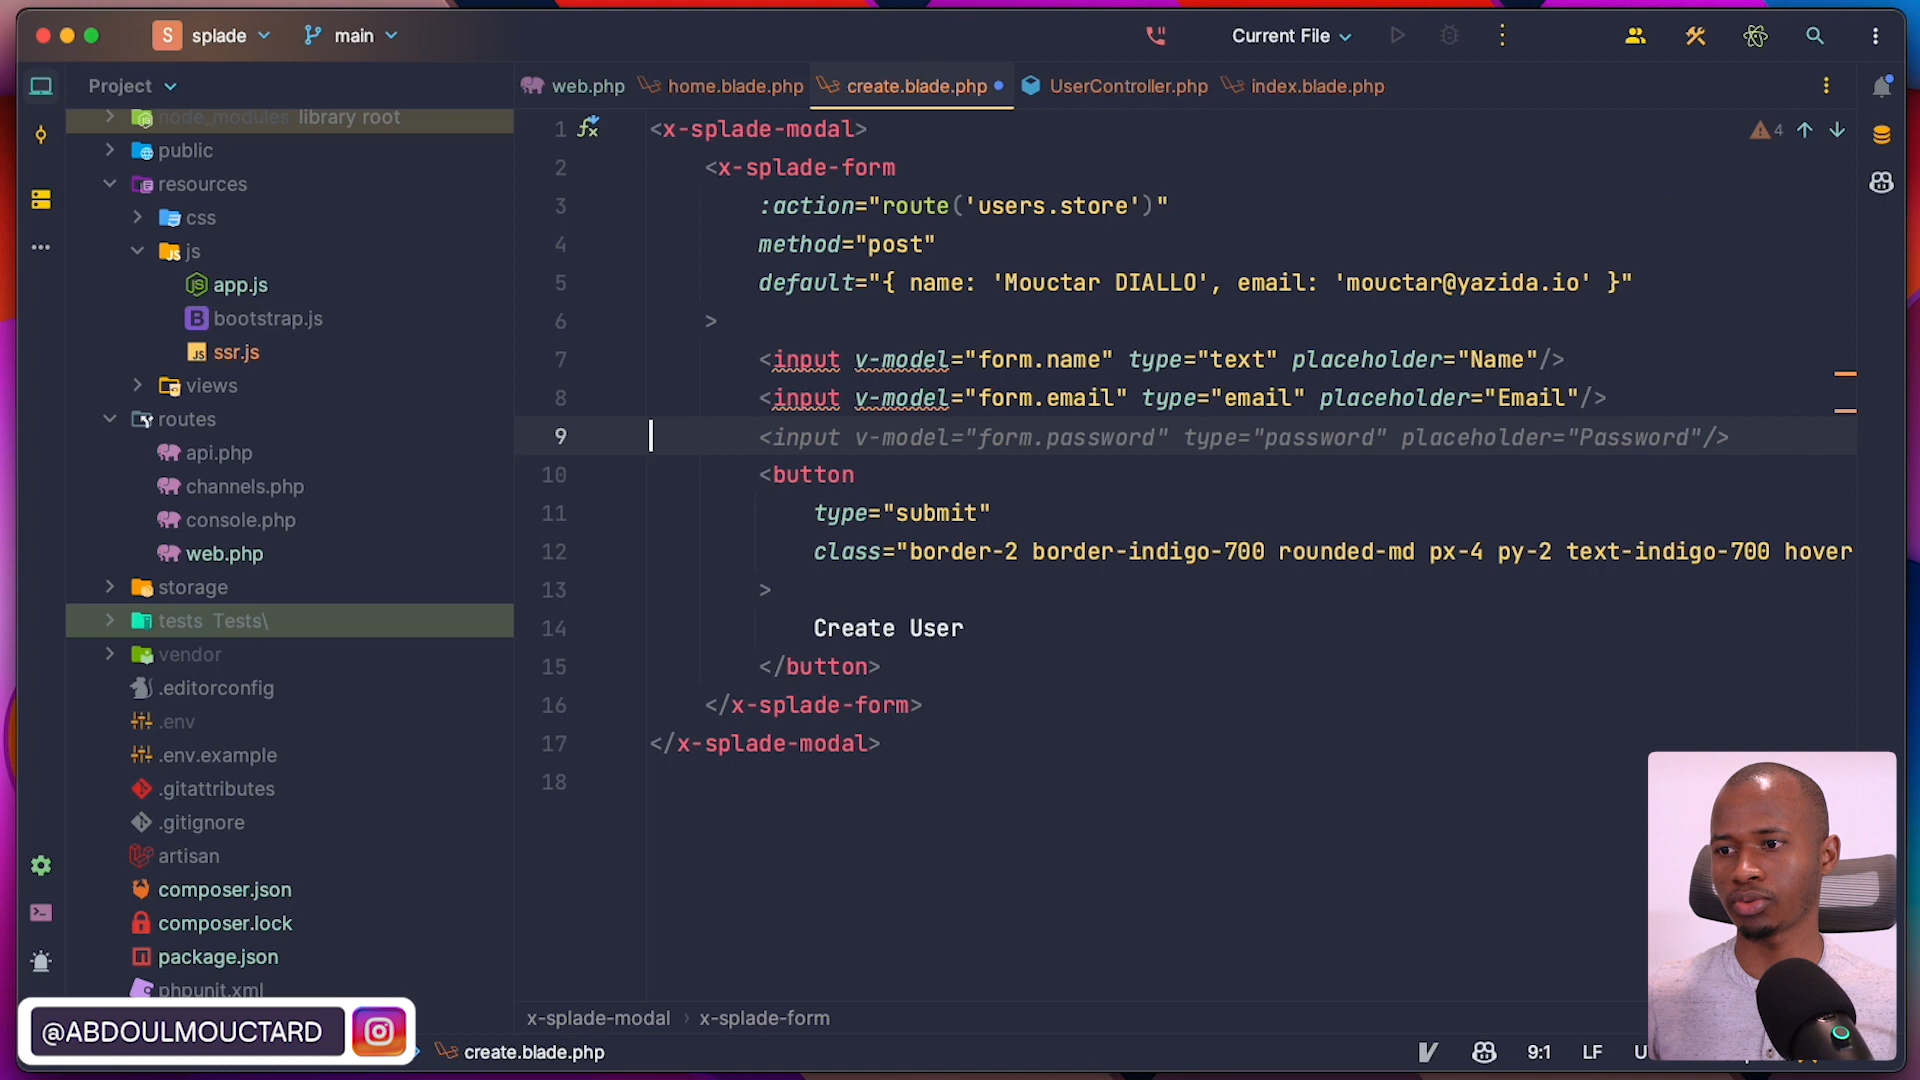 S splade main Current File
Project
web.php home.blade.php create.blade.php UserController.php index.blade.php
node_modules library root
public
resources
css
js
app.js
bootstrap.js
ssr.js
views
routes
api.php
channels.php
console.php
web.php
storage
tests Tests\
vendor
.editorconfig
.env
.env.example
.gitattributes
.gitignore
artisan
composer.json
composer.lock
package.json
phpunit.xml
1 <x-splade-modal>
2 <x-splade-form
3 :action="route('users.store')"
4 method="post"
5 default="{ name: 'Mouctar DIALLO', email: 'mouctar@yazida.io' }"
6 >
7 <input v-model="form.name" type="text" placeholder="Name"/>
8 <input v-model="form.email" type="email" placeholder="Email"/>
9 <input v-model="form.password" type="password" placeholder="Password"/>
10 <button
11 type="submit"
12 class="border-2 border-indigo-700 rounded-md px-4 py-2 text-indigo-700 hover
13 >
14 Create User
15 </button>
16 </x-splade-form>
17 </x-splade-modal>
18
4
x-splade-modal › x-splade-form
@ABDOULMOUCTARD
create.blade.php 9:1 LF